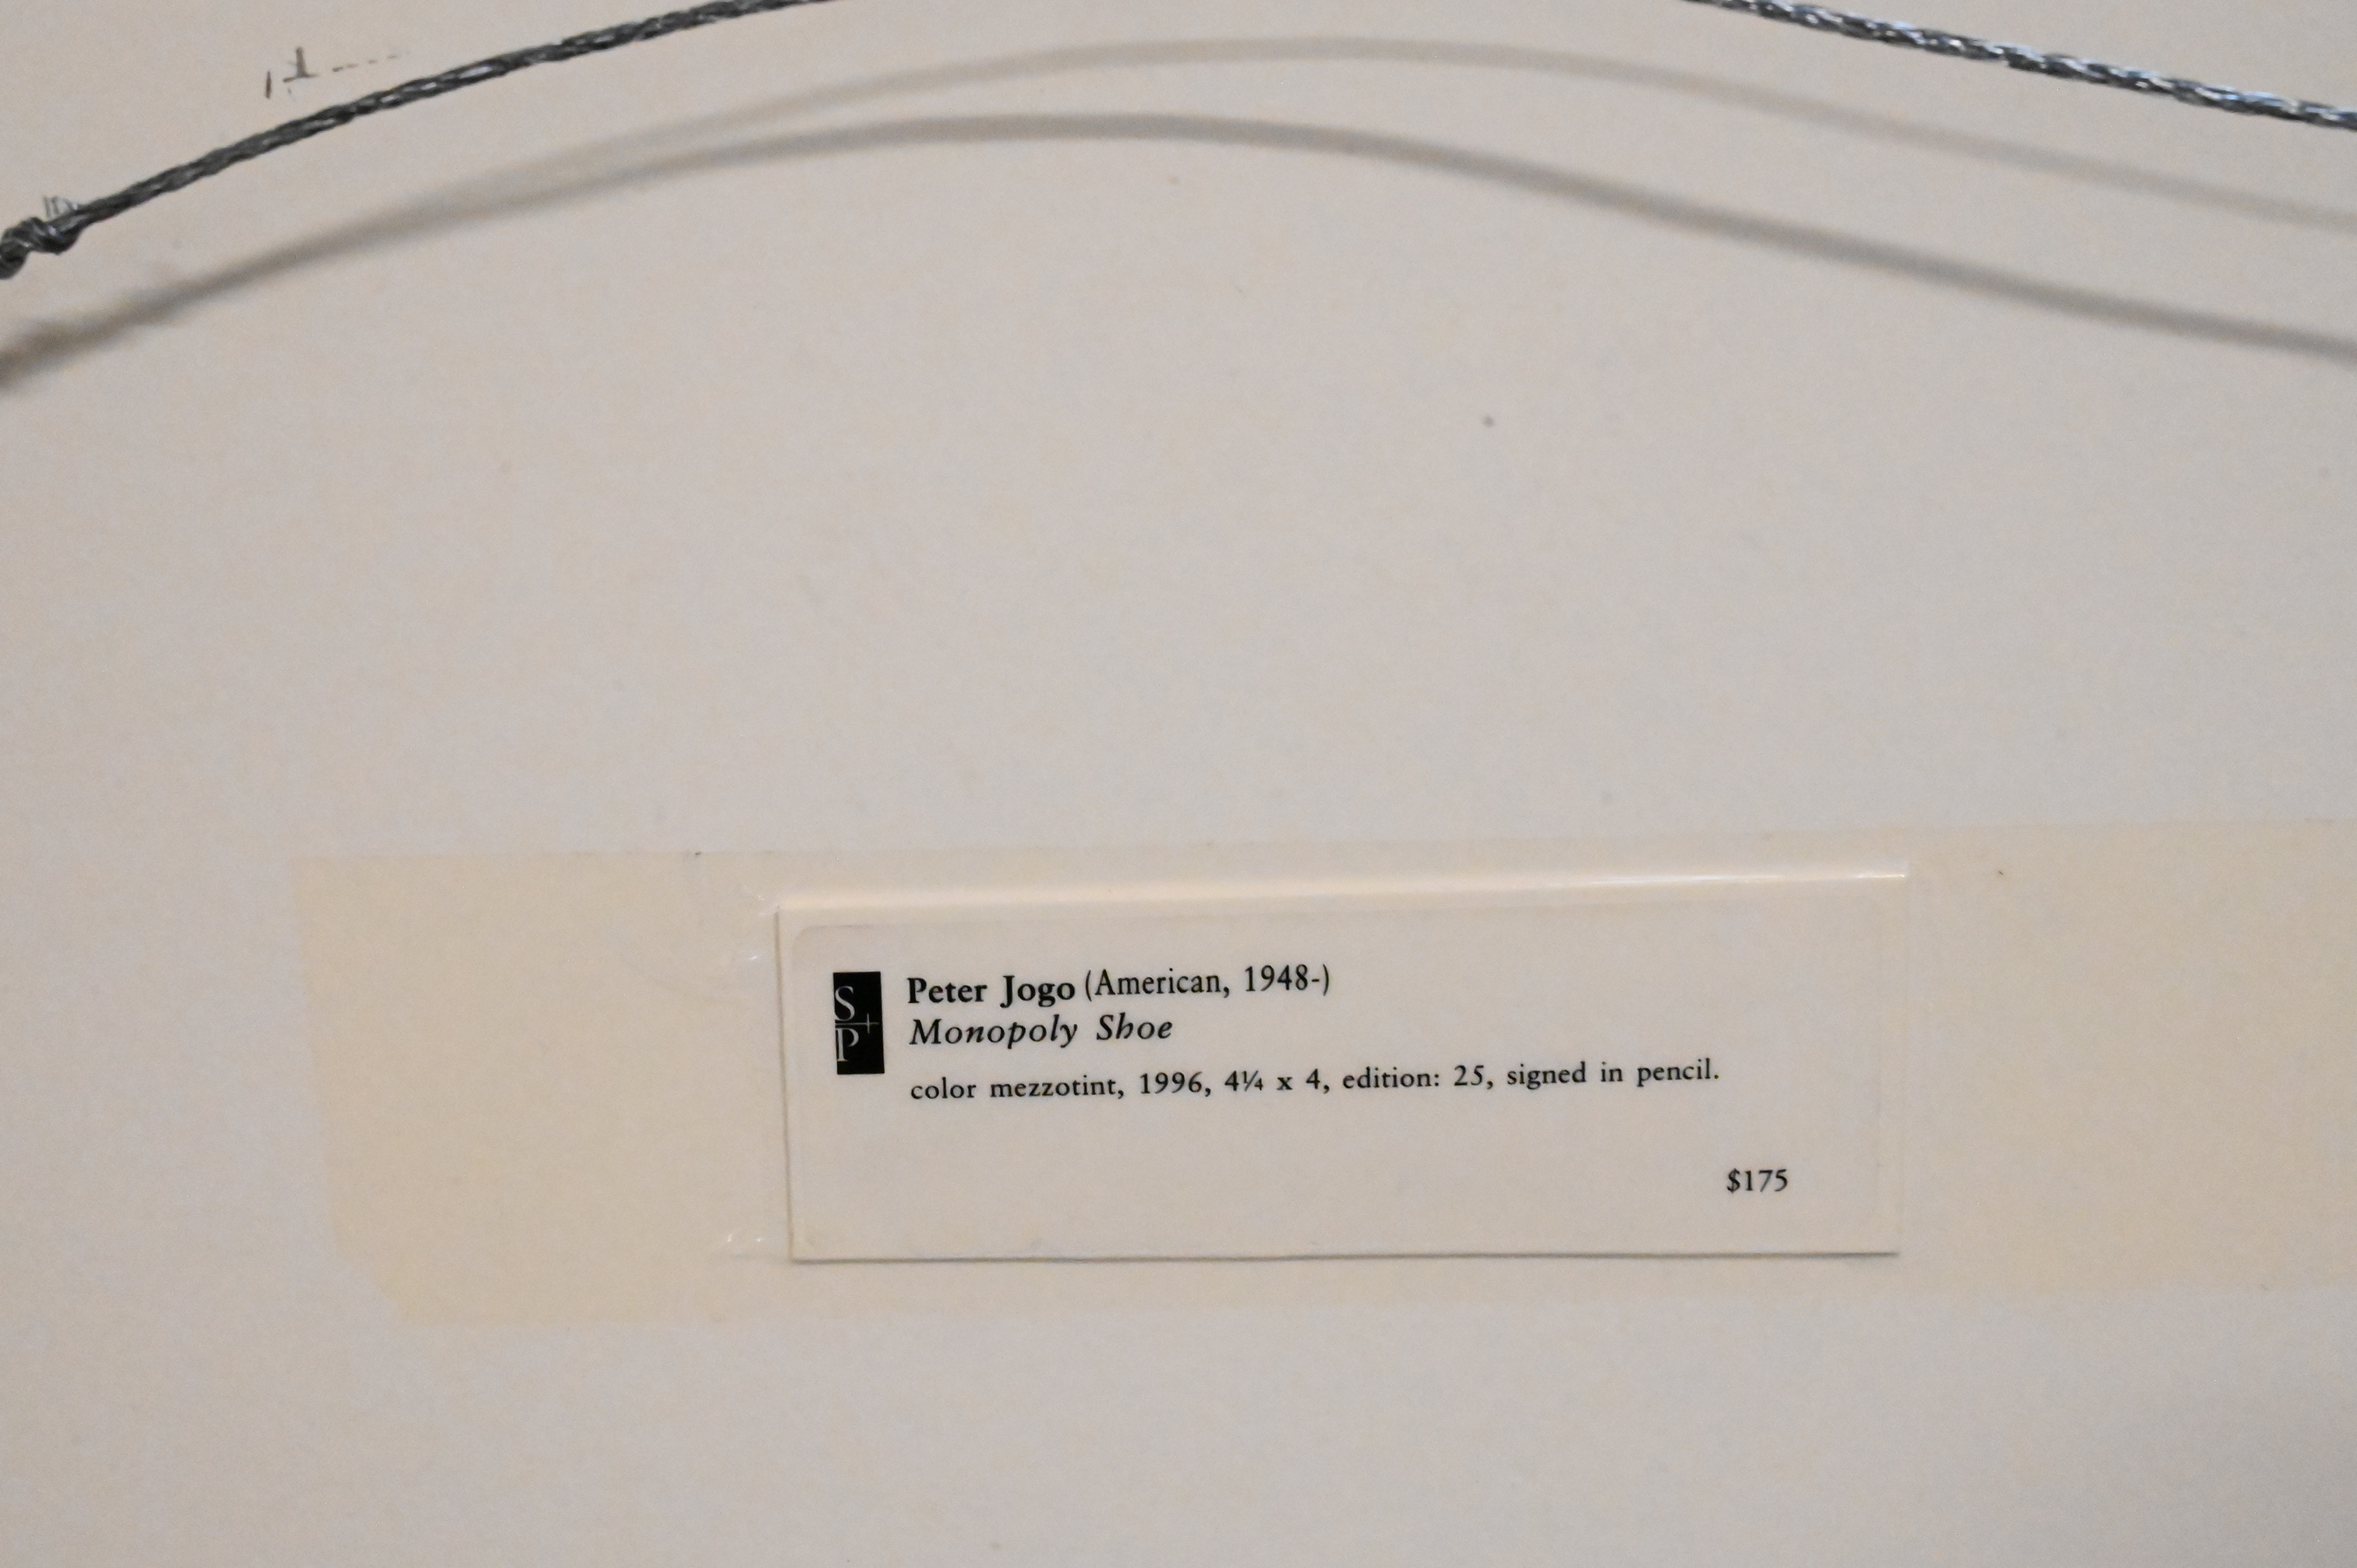 S+
P
Peter Jogo (American, 1948-)
Monopoly Shoe
color mezzotint, 1996, 4¼ x 4, edition: 25, signed in pencil.
$175